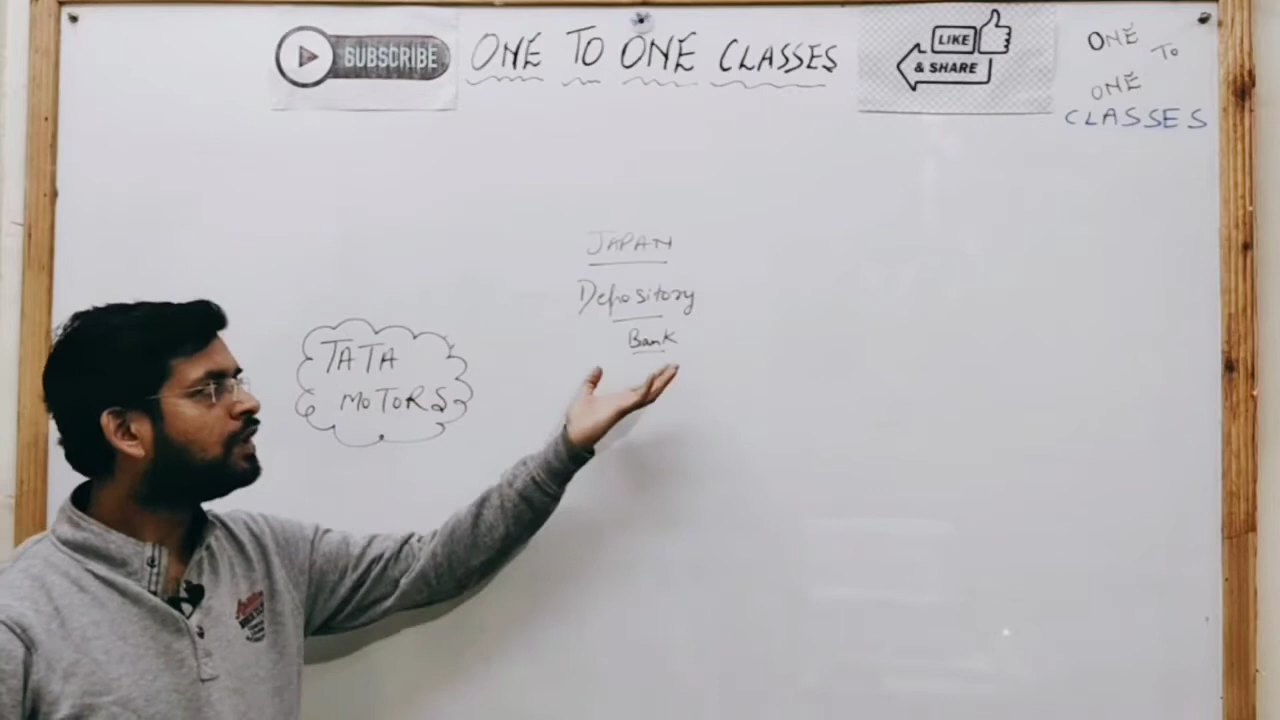 SUBSCRIBE
ONE TO ONE CLASSES
LIKE
& SHARE
ONE
TO
ONE
CLASSES
JAPAN
Depository
Bank
TATA
MOTORS